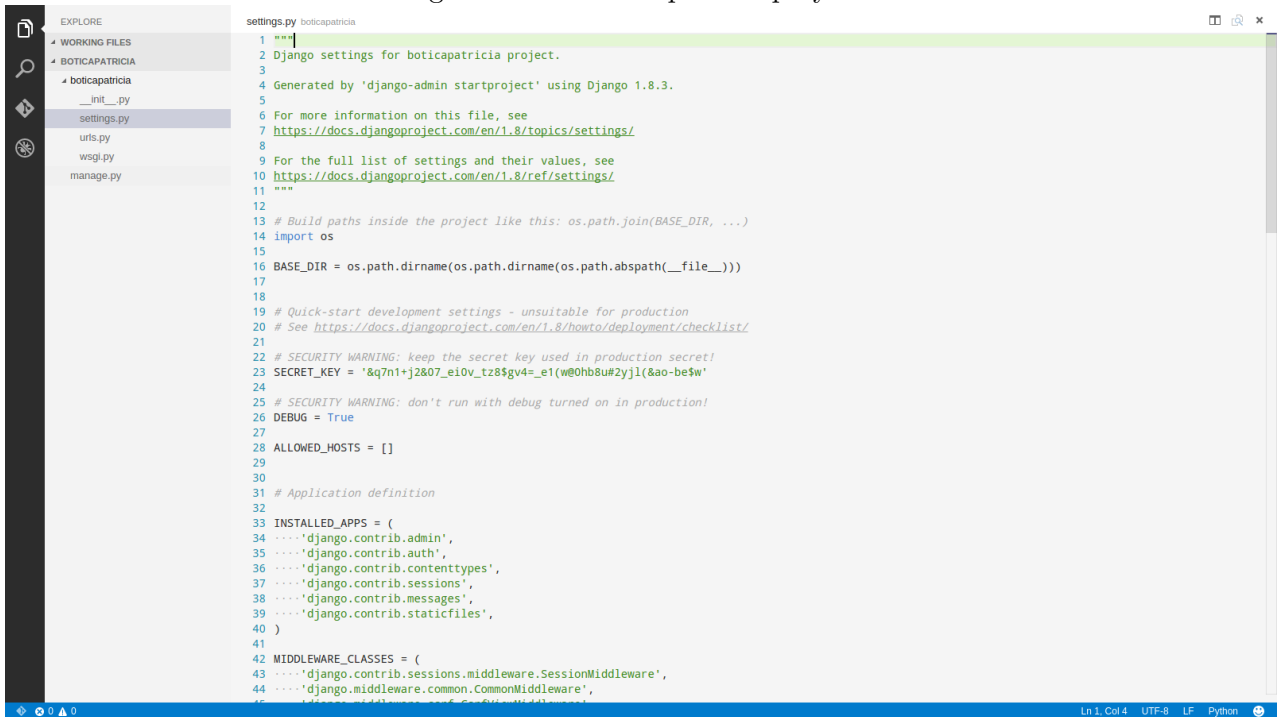 EXPLORE
WORKING FILES
BOTICAPATRICIA
boticapatricia
__init__.py
settings.py
urls.py
wsgi.py
manage.py
settings.py boticapatricia
1 """
2 Django settings for boticapatricia project.
3
4 Generated by 'django-admin startproject' using Django 1.8.3.
5
6 For more information on this file, see
7 https://docs.djangoproject.com/en/1.8/topics/settings/
8
9 For the full list of settings and their values, see
10 https://docs.djangoproject.com/en/1.8/ref/settings/
11 """
12
13 # Build paths inside the project like this: os.path.join(BASE_DIR, ...)
14 import os
15
16 BASE_DIR = os.path.dirname(os.path.dirname(os.path.abspath(__file__)))
17
18
19 # Quick-start development settings - unsuitable for production
20 # See https://docs.djangoproject.com/en/1.8/howto/deployment/checklist/
21
22 # SECURITY WARNING: keep the secret key used in production secret!
23 SECRET_KEY = '&q7n1+j2&07_ei0v_tz8$gv4=_e1(w@0hb8u#2yjl(&ao-be$w'
24
25 # SECURITY WARNING: don't run with debug turned on in production!
26 DEBUG = True
27
28 ALLOWED_HOSTS = []
29
30
31 # Application definition
32
33 INSTALLED_APPS = (
34 ····'django.contrib.admin',
35 ····'django.contrib.auth',
36 ····'django.contrib.contenttypes',
37 ····'django.contrib.sessions',
38 ····'django.contrib.messages',
39 ····'django.contrib.staticfiles',
40 )
41
42 MIDDLEWARE_CLASSES = (
43 ····'django.contrib.sessions.middleware.SessionMiddleware',
44 ····'django.middleware.common.CommonMiddleware',
0 0
Ln 1, Col 4 UTF-8 LF Python